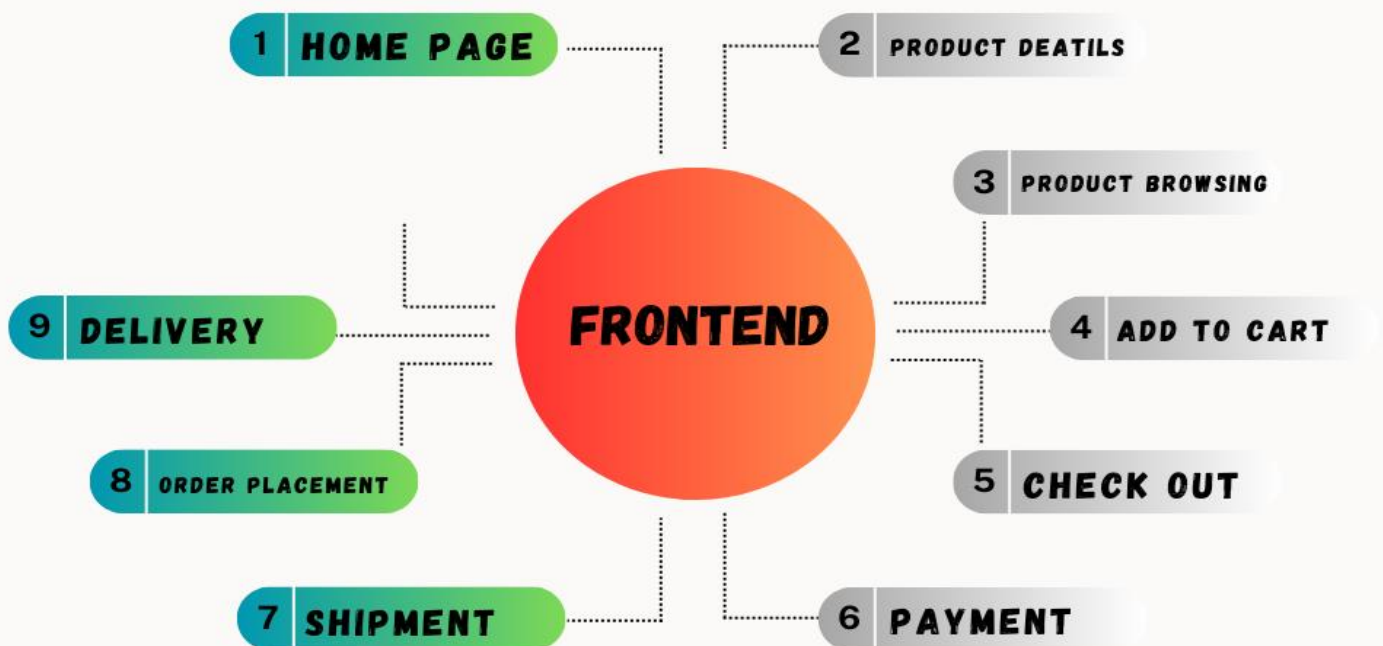 1 HOME PAGE
2 PRODUCT DEATILS
3 PRODUCT BROWSING
FRONTEND
9 DELIVERY
4 ADD TO CART
8 ORDER PLACEMENT
5 CHECK OUT
7 SHIPMENT
6 PAYMENT